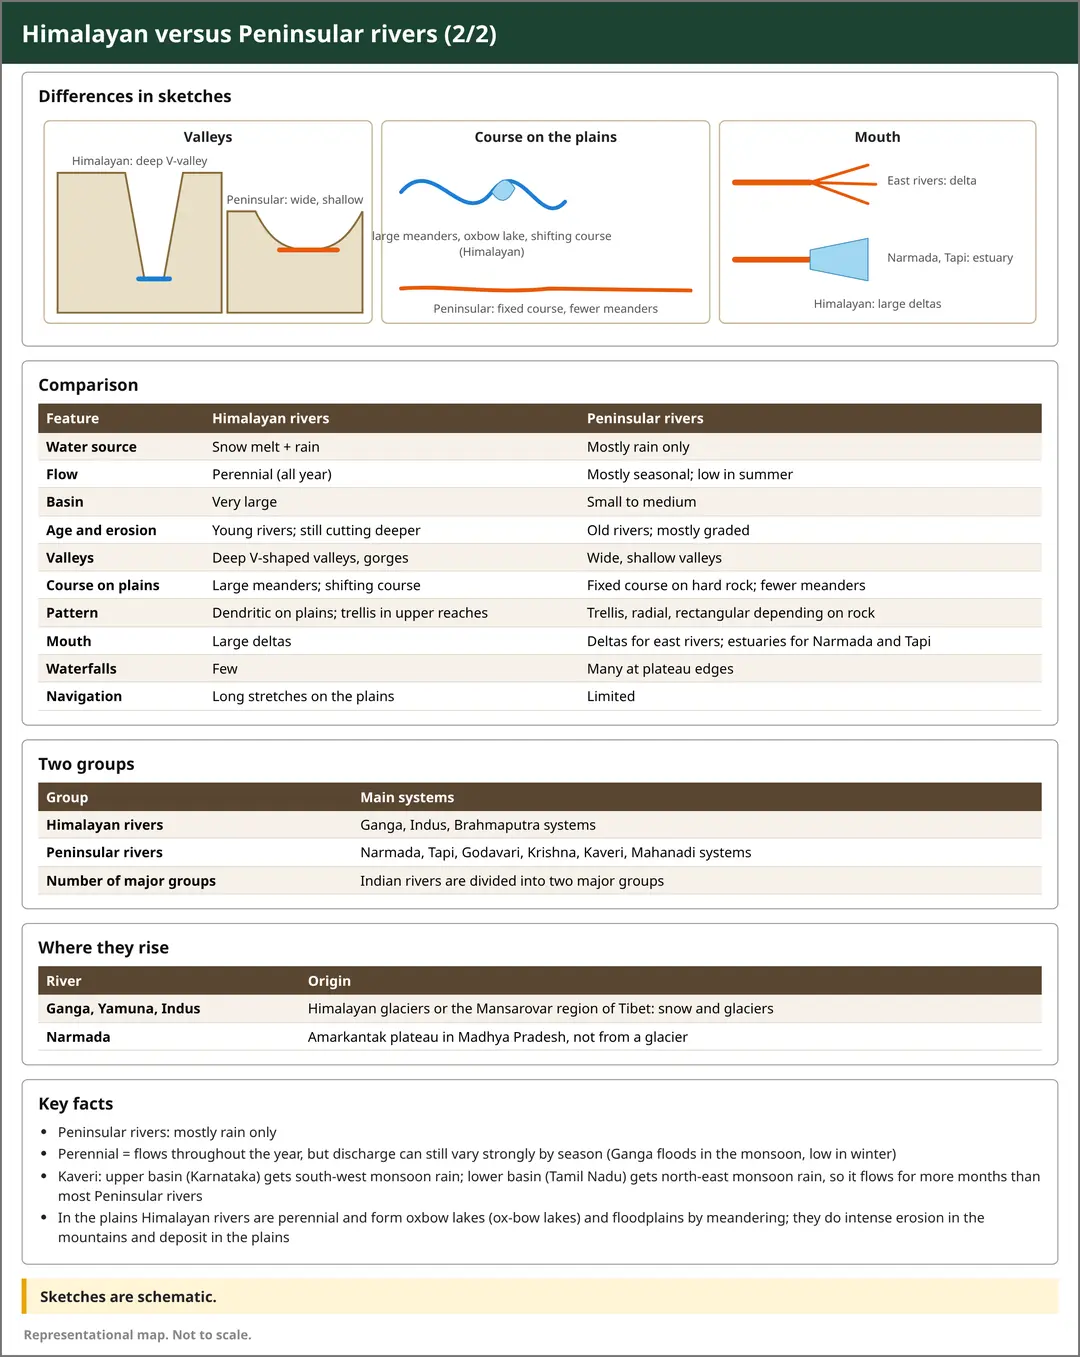 Himalayan versus Peninsular rivers (2/2)
Differences in sketches
Valleys
Himalayan: deep V-valley
Peninsular: wide, shallow
Course on the plains
large meanders, oxbow lake, shifting course
(Himalayan)
Peninsular: fixed course, fewer meanders
Mouth
East rivers: delta
Narmada, Tapi: estuary
Himalayan: large deltas
Comparison
Feature Himalayan rivers Peninsular rivers
Water source Snow melt + rain Mostly rain only
Flow Perennial (all year) Mostly seasonal; low in summer
Basin Very large Small to medium
Age and erosion Young rivers; still cutting deeper Old rivers; mostly graded
Valleys Deep V-shaped valleys, gorges Wide, shallow valleys
Course on plains Large meanders; shifting course Fixed course on hard rock; fewer meanders
Pattern Dendritic on plains; trellis in upper reaches Trellis, radial, rectangular depending on rock
Mouth Large deltas Deltas for east rivers; estuaries for Narmada and Tapi
Waterfalls Few Many at plateau edges
Navigation Long stretches on the plains Limited
Two groups
Group Main systems
Himalayan rivers Ganga, Indus, Brahmaputra systems
Peninsular rivers Narmada, Tapi, Godavari, Krishna, Kaveri, Mahanadi systems
Number of major groups Indian rivers are divided into two major groups
Where they rise
River Origin
Ganga, Yamuna, Indus Himalayan glaciers or the Mansarovar region of Tibet: snow and glaciers
Narmada Amarkantak plateau in Madhya Pradesh, not from a glacier
Key facts
• Peninsular rivers: mostly rain only
• Perennial = flows throughout the year, but discharge can still vary strongly by season (Ganga floods in the monsoon, low in winter)
• Kaveri: upper basin (Karnataka) gets south-west monsoon rain; lower basin (Tamil Nadu) gets north-east monsoon rain, so it flows for more months than
most Peninsular rivers
• In the plains Himalayan rivers are perennial and form oxbow lakes (ox-bow lakes) and floodplains by meandering; they do intense erosion in the
mountains and deposit in the plains
Sketches are schematic.
Representational map. Not to scale.